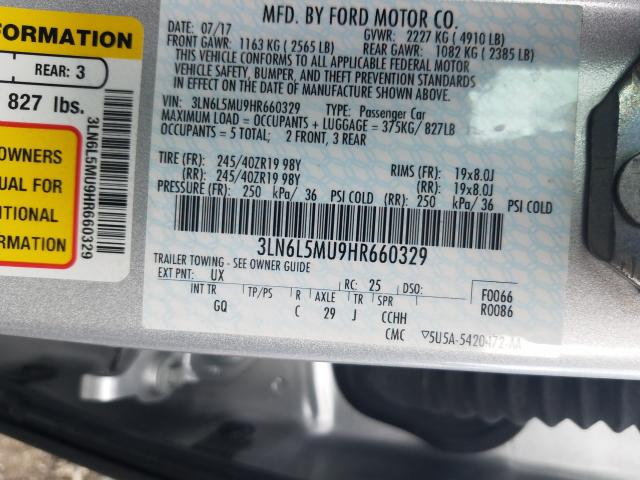 FORMATION
REAR: 3
827 lbs.
OWNERS
UAL FOR
ITIONAL
ORMATION
3LN6L5MU9HR660329
MFD. BY FORD MOTOR CO.
DATE: 07/17 GVWR: 2227 KG ( 4910 LB)
FRONT GAWR: 1163 KG ( 2565 LB) REAR GAWR: 1082 KG ( 2385 LB)
THIS VEHICLE CONFORMS TO ALL APPLICABLE FEDERAL MOTOR
VEHICLE SAFETY, BUMPER, AND THEFT PREVENTION STANDARDS
IN EFFECT ON THE DATE OF MANUFACTURE SHOWN ABOVE.
VIN: 3LN6L5MU9HR660329 TYPE: Passenger Car
MAXIMUM LOAD = OCCUPANTS + LUGGAGE = 375KG/ 827LB
OCCUPANTS = 5 TOTAL; 2 FRONT, 3 REAR
TIRE (FR): 245/40ZR19 98Y RIMS (FR): 19x8.0J
(RR): 245/40ZR19 98Y (RR): 19x8.0J
PRESSURE (FR): 250 kPa/ 36 PSI COLD (RR): 250 kPa/ 36 PSI COLD
3LN6L5MU9HR660329
TRAILER TOWING - SEE OWNER GUIDE
EXT PNT: UX RC: 25 DSO:
INT TR TP/PS R AXLE TR SPR F0066
GQ C 29 J CCHH R0086
CMC ▽5U5A-5420472-AA